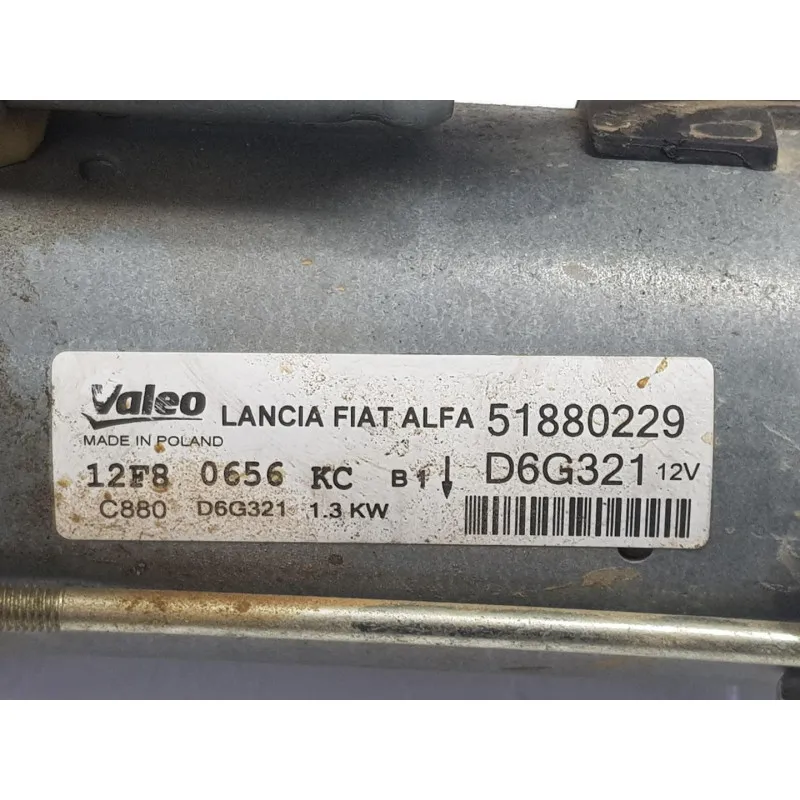 Valeo LANCIA FIAT ALFA 51880229
MADE IN POLAND
12F8 0656 KC B1↓ D6G321 12V
C880 D6G321 1.3 KW